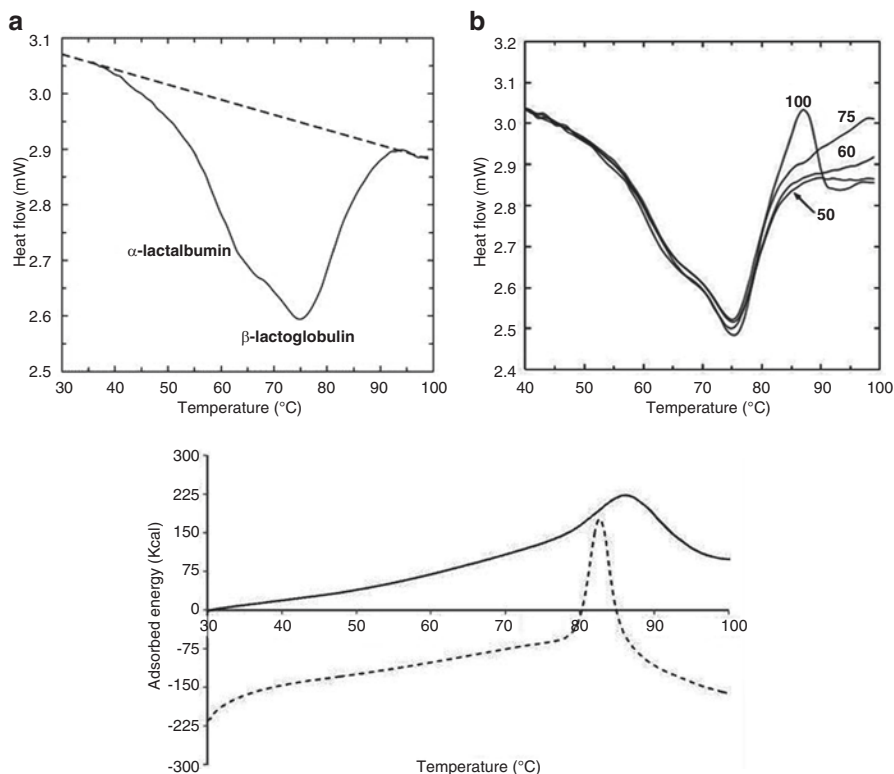 a
3.1
3.0
2.9
2.8
2.7
2.6
2.5
Heat flow (mW)
α-lactalbumin
β-lactoglobulin
30 40 50 60 70 80 90 100
Temperature (°C)
b
3.2
3.1
3.0
2.9
2.8
2.7
2.6
2.5
2.4
Heat flow (mW)
100
75
60
50
40 50 60 70 80 90 100
Temperature (°C)
300
225
150
75
0
-75
-150
-225
-300
Adsorbed energy (Kcal)
30 40 50 60 70 80 90 100
Temperature (°C)